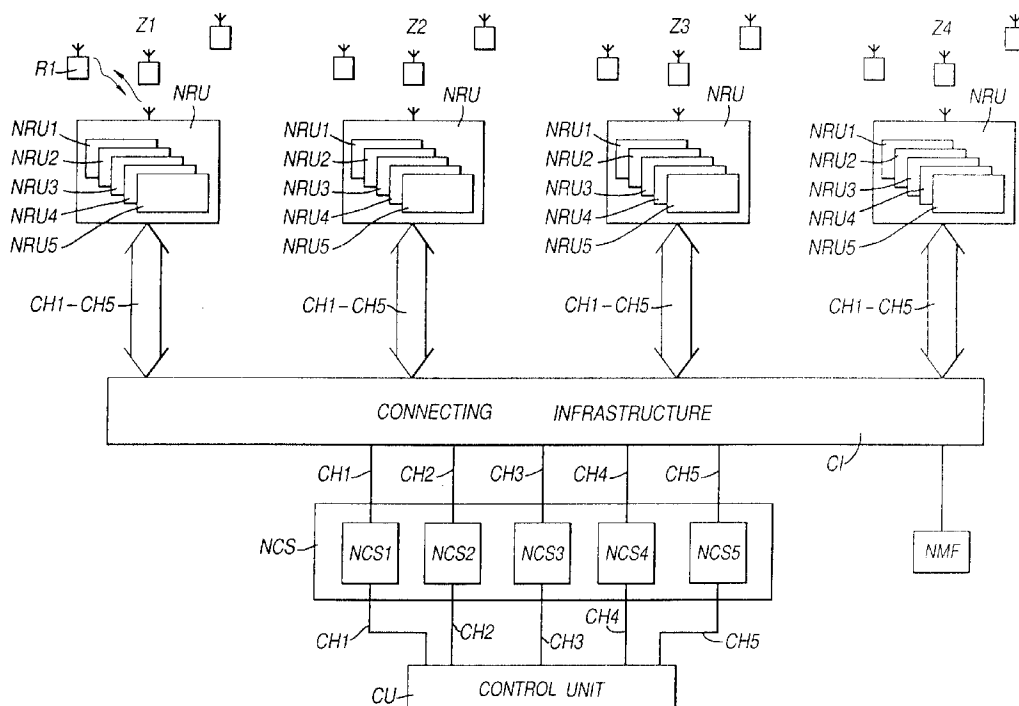 Z1 Z2 Z3 Z4
R1
NRU NRU NRU NRU
NRU1 NRU1 NRU1 NRU1
NRU2 NRU2 NRU2 NRU2
NRU3 NRU3 NRU3 NRU3
NRU4 NRU4 NRU4 NRU4
NRU5 NRU5 NRU5 NRU5
CH1-CH5 CH1-CH5 CH1-CH5 CH1-CH5
CONNECTING INFRASTRUCTURE
CI
CH1 CH2 CH3 CH4 CH5
NCS NCS1 NCS2 NCS3 NCS4 NCS5 NMF
CH1 CH2 CH3 CH4 CH5
CU CONTROL UNIT